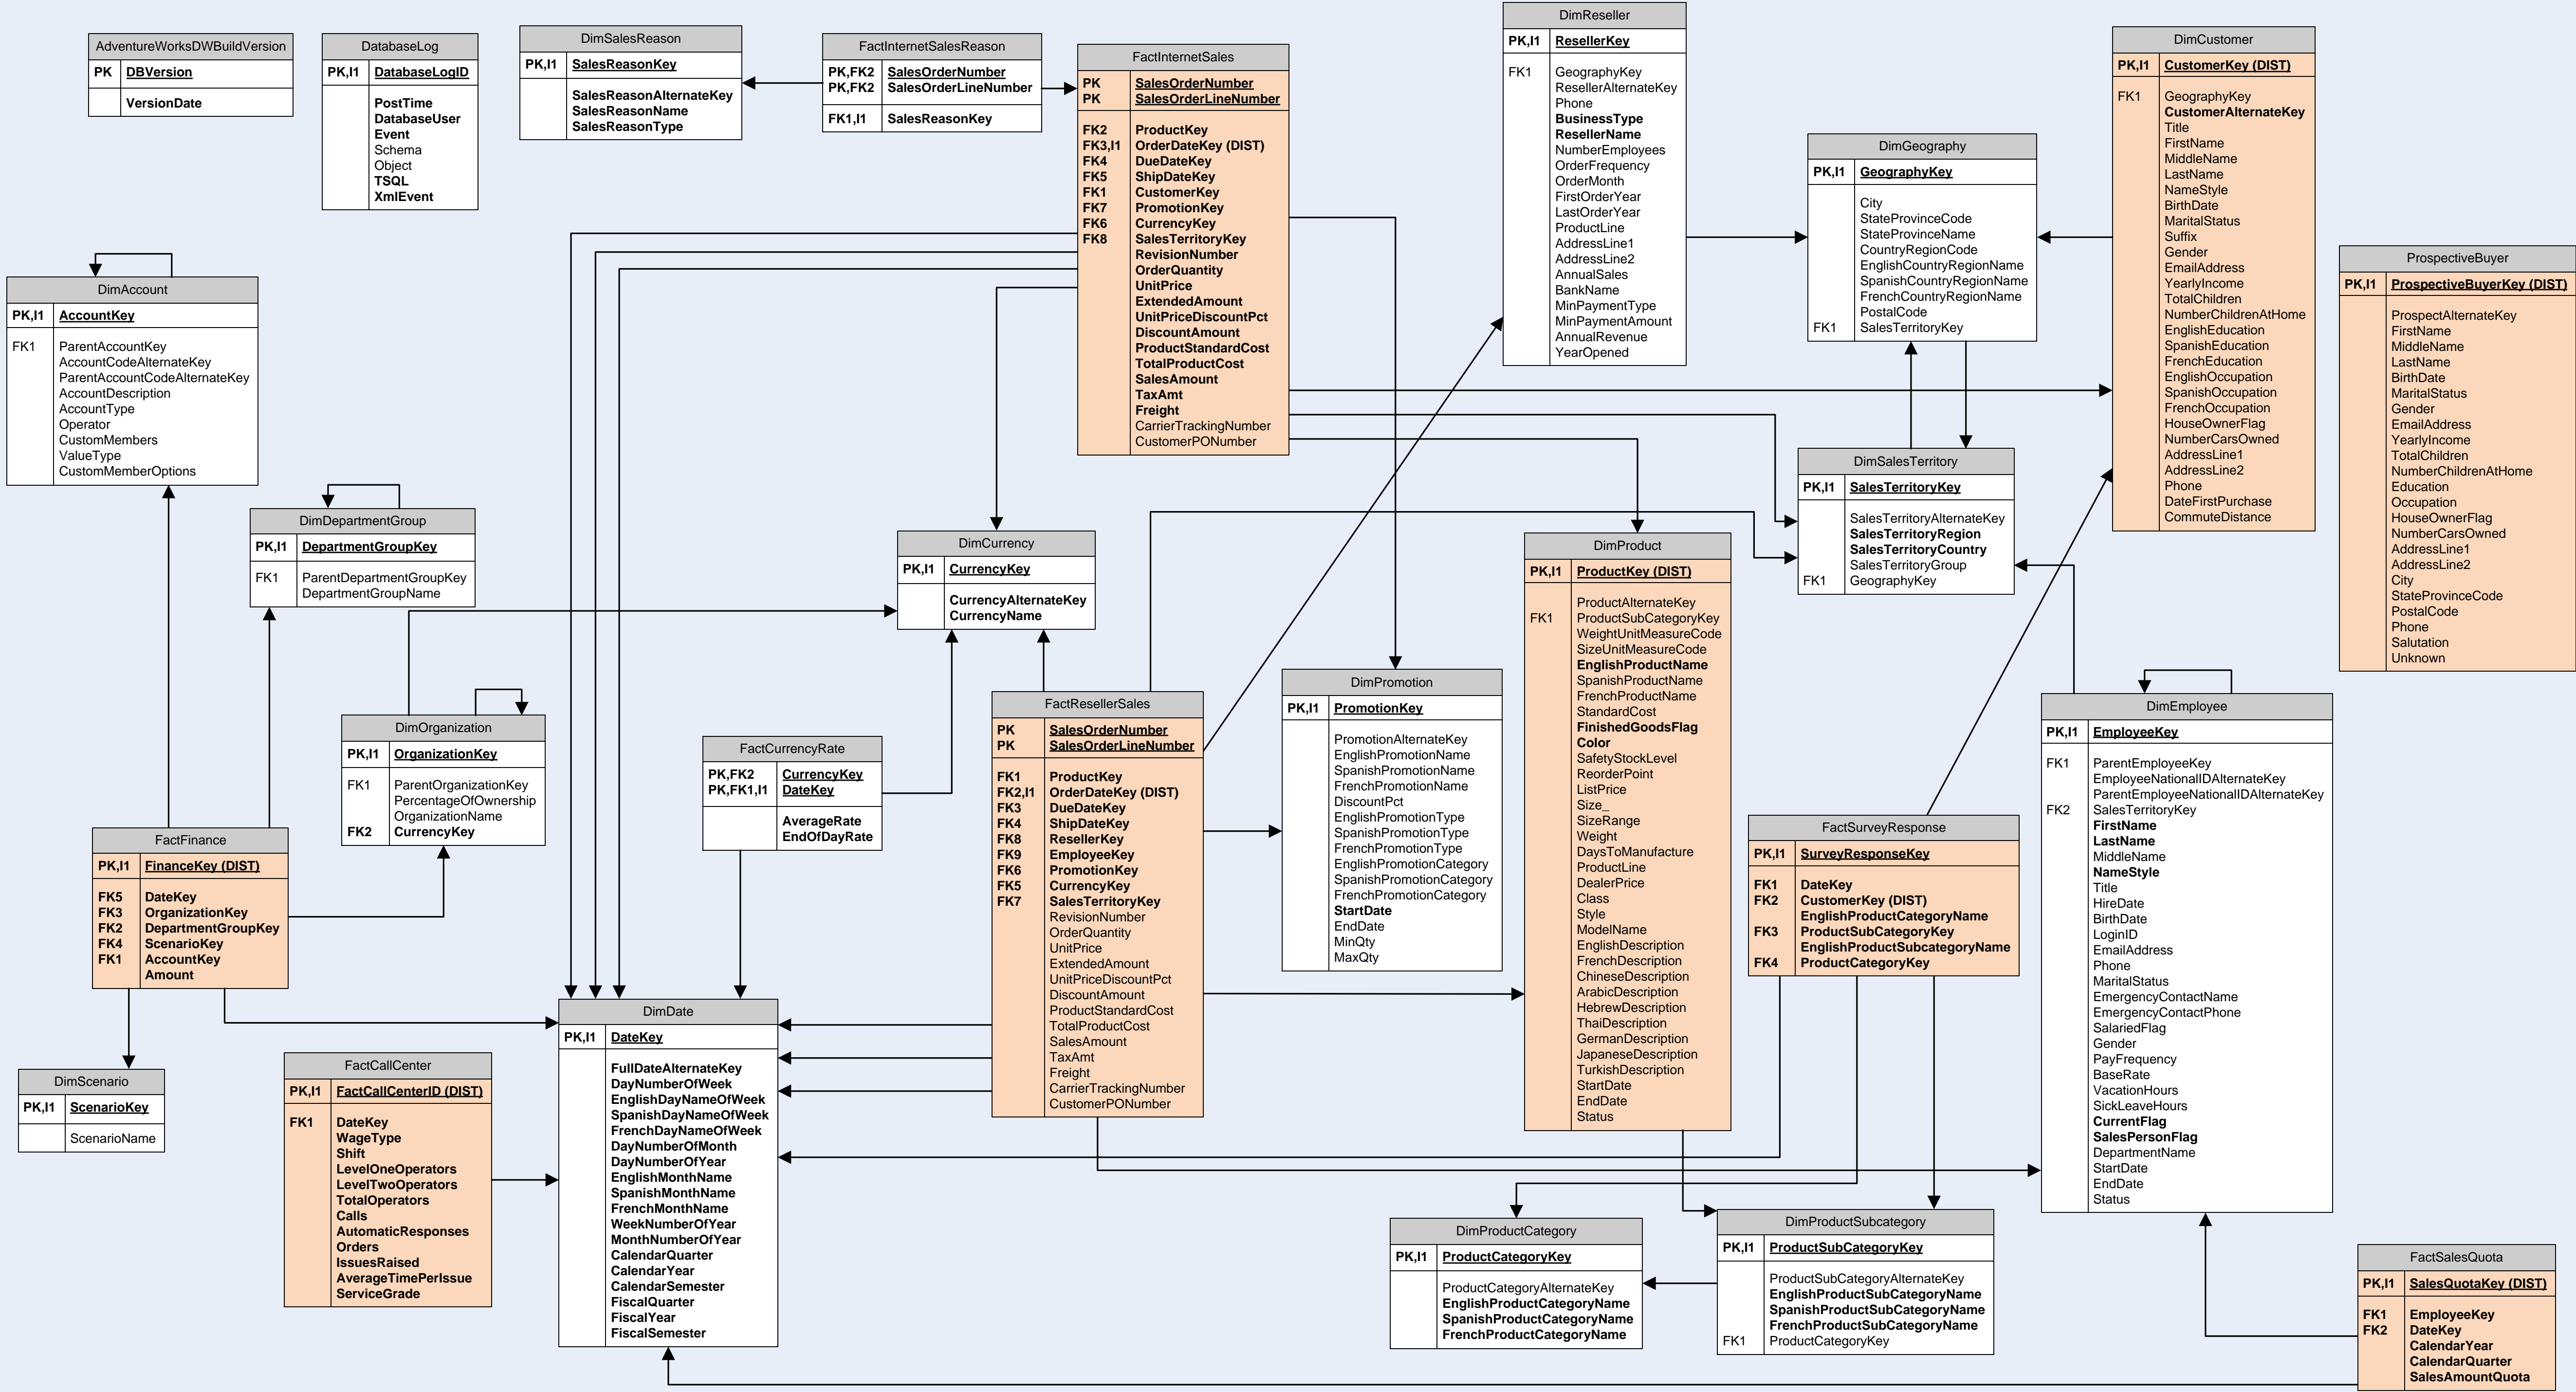 AdventureWorksDWBuildVersion
PK DBVersion
VersionDate
DatabaseLog
PK,I1 DatabaseLogID
PostTime
DatabaseUser
Event
Schema
Object
TSQL
XmlEvent
DimSalesReason
PK,I1 SalesReasonKey
SalesReasonAlternateKey
SalesReasonName
SalesReasonType
FactInternetSalesReason
PK,FK2 SalesOrderNumber
PK,FK2 SalesOrderLineNumber
FK1,I1 SalesReasonKey
FactInternetSales
PK SalesOrderNumber
PK SalesOrderLineNumber
FK2 ProductKey
FK3,I1 OrderDateKey (DIST)
FK4 DueDateKey
FK5 ShipDateKey
FK1 CustomerKey
FK7 PromotionKey
FK6 CurrencyKey
FK8 SalesTerritoryKey
RevisionNumber
OrderQuantity
UnitPrice
ExtendedAmount
UnitPriceDiscountPct
DiscountAmount
ProductStandardCost
TotalProductCost
SalesAmount
TaxAmt
Freight
CarrierTrackingNumber
CustomerPONumber
DimReseller
PK,I1 ResellerKey
FK1 GeographyKey
ResellerAlternateKey
Phone
BusinessType
ResellerName
NumberEmployees
OrderFrequency
OrderMonth
FirstOrderYear
LastOrderYear
ProductLine
AddressLine1
AddressLine2
AnnualSales
BankName
MinPaymentType
MinPaymentAmount
AnnualRevenue
YearOpened
DimGeography
PK,I1 GeographyKey
City
StateProvinceCode
StateProvinceName
CountryRegionCode
EnglishCountryRegionName
SpanishCountryRegionName
FrenchCountryRegionName
PostalCode
FK1 SalesTerritoryKey
DimCustomer
PK,I1 CustomerKey (DIST)
FK1 GeographyKey
CustomerAlternateKey
Title
FirstName
MiddleName
LastName
NameStyle
BirthDate
MaritalStatus
Suffix
Gender
EmailAddress
YearlyIncome
TotalChildren
NumberChildrenAtHome
EnglishEducation
SpanishEducation
FrenchEducation
EnglishOccupation
SpanishOccupation
FrenchOccupation
HouseOwnerFlag
NumberCarsOwned
AddressLine1
AddressLine2
Phone
DateFirstPurchase
CommuteDistance
ProspectiveBuyer
PK,I1 ProspectiveBuyerKey (DIST)
ProspectAlternateKey
FirstName
MiddleName
LastName
BirthDate
MaritalStatus
Gender
EmailAddress
YearlyIncome
TotalChildren
NumberChildrenAtHome
Education
Occupation
HouseOwnerFlag
NumberCarsOwned
AddressLine1
AddressLine2
City
StateProvinceCode
PostalCode
Phone
Salutation
Unknown
DimAccount
PK,I1 AccountKey
FK1 ParentAccountKey
AccountCodeAlternateKey
ParentAccountCodeAlternateKey
AccountDescription
AccountType
Operator
CustomMembers
ValueType
CustomMemberOptions
DimDepartmentGroup
PK,I1 DepartmentGroupKey
FK1 ParentDepartmentGroupKey
DepartmentGroupName
DimCurrency
PK,I1 CurrencyKey
CurrencyAlternateKey
CurrencyName
DimSalesTerritory
PK,I1 SalesTerritoryKey
SalesTerritoryAlternateKey
SalesTerritoryRegion
SalesTerritoryCountry
SalesTerritoryGroup
FK1 GeographyKey
DimProduct
PK,I1 ProductKey (DIST)
ProductAlternateKey
FK1 ProductSubCategoryKey
WeightUnitMeasureCode
SizeUnitMeasureCode
EnglishProductName
SpanishProductName
FrenchProductName
StandardCost
FinishedGoodsFlag
Color
SafetyStockLevel
ReorderPoint
ListPrice
Size_
SizeRange
Weight
DaysToManufacture
ProductLine
DealerPrice
Class
Style
ModelName
EnglishDescription
FrenchDescription
ChineseDescription
ArabicDescription
HebrewDescription
ThaiDescription
GermanDescription
JapaneseDescription
TurkishDescription
StartDate
EndDate
Status
DimOrganization
PK,I1 OrganizationKey
FK1 ParentOrganizationKey
PercentageOfOwnership
OrganizationName
FK2 CurrencyKey
FactCurrencyRate
PK,FK2 CurrencyKey
PK,FK1,I1 DateKey
AverageRate
EndOfDayRate
FactResellerSales
PK SalesOrderNumber
PK SalesOrderLineNumber
FK1 ProductKey
FK2,I1 OrderDateKey (DIST)
FK3 DueDateKey
FK4 ShipDateKey
FK8 ResellerKey
FK9 EmployeeKey
FK6 PromotionKey
FK5 CurrencyKey
FK7 SalesTerritoryKey
RevisionNumber
OrderQuantity
UnitPrice
ExtendedAmount
UnitPriceDiscountPct
DiscountAmount
ProductStandardCost
TotalProductCost
SalesAmount
TaxAmt
Freight
CarrierTrackingNumber
CustomerPONumber
DimPromotion
PK,I1 PromotionKey
PromotionAlternateKey
EnglishPromotionName
SpanishPromotionName
FrenchPromotionName
DiscountPct
EnglishPromotionType
SpanishPromotionType
FrenchPromotionType
EnglishPromotionCategory
SpanishPromotionCategory
FrenchPromotionCategory
StartDate
EndDate
MinQty
MaxQty
DimEmployee
PK,I1 EmployeeKey
FK1 ParentEmployeeKey
EmployeeNationalIDAlternateKey
ParentEmployeeNationalIDAlternateKey
FK2 SalesTerritoryKey
FirstName
LastName
MiddleName
NameStyle
Title
HireDate
BirthDate
LoginID
EmailAddress
Phone
MaritalStatus
EmergencyContactName
EmergencyContactPhone
SalariedFlag
Gender
PayFrequency
BaseRate
VacationHours
SickLeaveHours
CurrentFlag
SalesPersonFlag
DepartmentName
StartDate
EndDate
Status
FactSurveyResponse
PK,I1 SurveyResponseKey
FK1 DateKey
FK2 CustomerKey (DIST)
EnglishProductCategoryName
FK3 ProductSubCategoryKey
EnglishProductSubcategoryName
FK4 ProductCategoryKey
FactFinance
PK,I1 FinanceKey (DIST)
FK5 DateKey
FK3 OrganizationKey
FK2 DepartmentGroupKey
FK4 ScenarioKey
FK1 AccountKey
Amount
DimScenario
PK,I1 ScenarioKey
ScenarioName
FactCallCenter
PK,I1 FactCallCenterID (DIST)
FK1 DateKey
WageType
Shift
LevelOneOperators
LevelTwoOperators
TotalOperators
Calls
AutomaticResponses
Orders
IssuesRaised
AverageTimePerIssue
ServiceGrade
DimDate
PK,I1 DateKey
FullDateAlternateKey
DayNumberOfWeek
EnglishDayNameOfWeek
SpanishDayNameOfWeek
FrenchDayNameOfWeek
DayNumberOfMonth
DayNumberOfYear
EnglishMonthName
SpanishMonthName
FrenchMonthName
WeekNumberOfYear
MonthNumberOfYear
CalendarQuarter
CalendarYear
CalendarSemester
FiscalQuarter
FiscalYear
FiscalSemester
DimProductCategory
PK,I1 ProductCategoryKey
ProductCategoryAlternateKey
EnglishProductCategoryName
SpanishProductCategoryName
FrenchProductCategoryName
DimProductSubcategory
PK,I1 ProductSubCategoryKey
ProductSubCategoryAlternateKey
EnglishProductSubCategoryName
SpanishProductSubCategoryName
FrenchProductSubCategoryName
FK1 ProductCategoryKey
FactSalesQuota
PK,I1 SalesQuotaKey (DIST)
FK1 EmployeeKey
FK2 DateKey
CalendarYear
CalendarQuarter
SalesAmountQuota